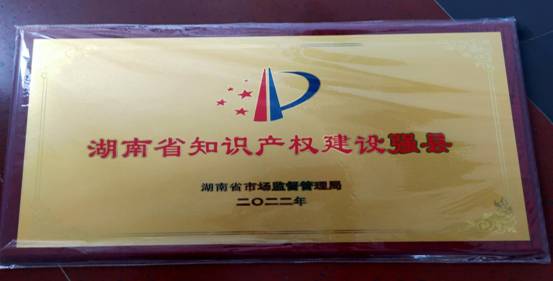 湖南省知识产权建设强县
湖南省市场监督管理局
二〇二二年